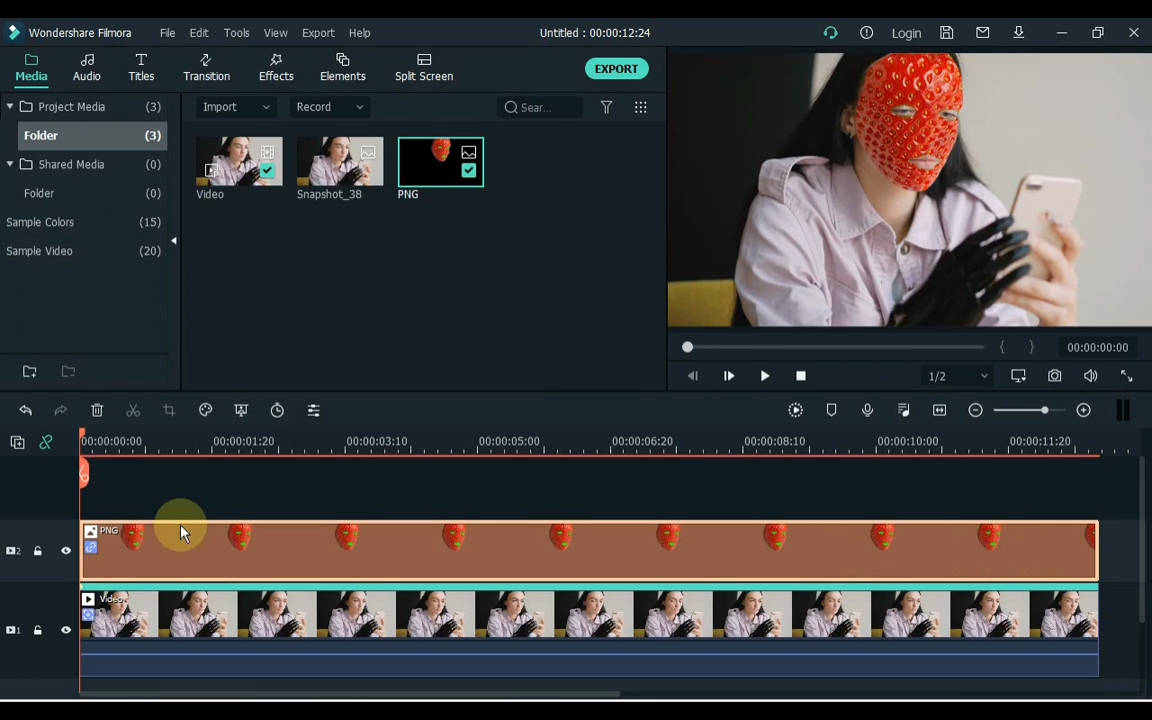 Wondershare Filmora
File Edit Tools View Export Help
Untitled : 00:00:12:24
Login
Media
Audio
Titles
Transition
Effects
Elements
Split Screen
EXPORT
Project Media (3)
Folder (3)
Shared Media (0)
Folder (0)
Sample Colors (15)
Sample Video (20)
Import
Record
Sear...
Video
Snapshot_38
PNG
{ }
00:00:00:00
1/2
00:00:00:00 00:00:01:20 00:00:03:10 00:00:05:00 00:00:06:20 00:00:08:10 00:00:10:00 00:00:11:20
PNG
2
Video
1